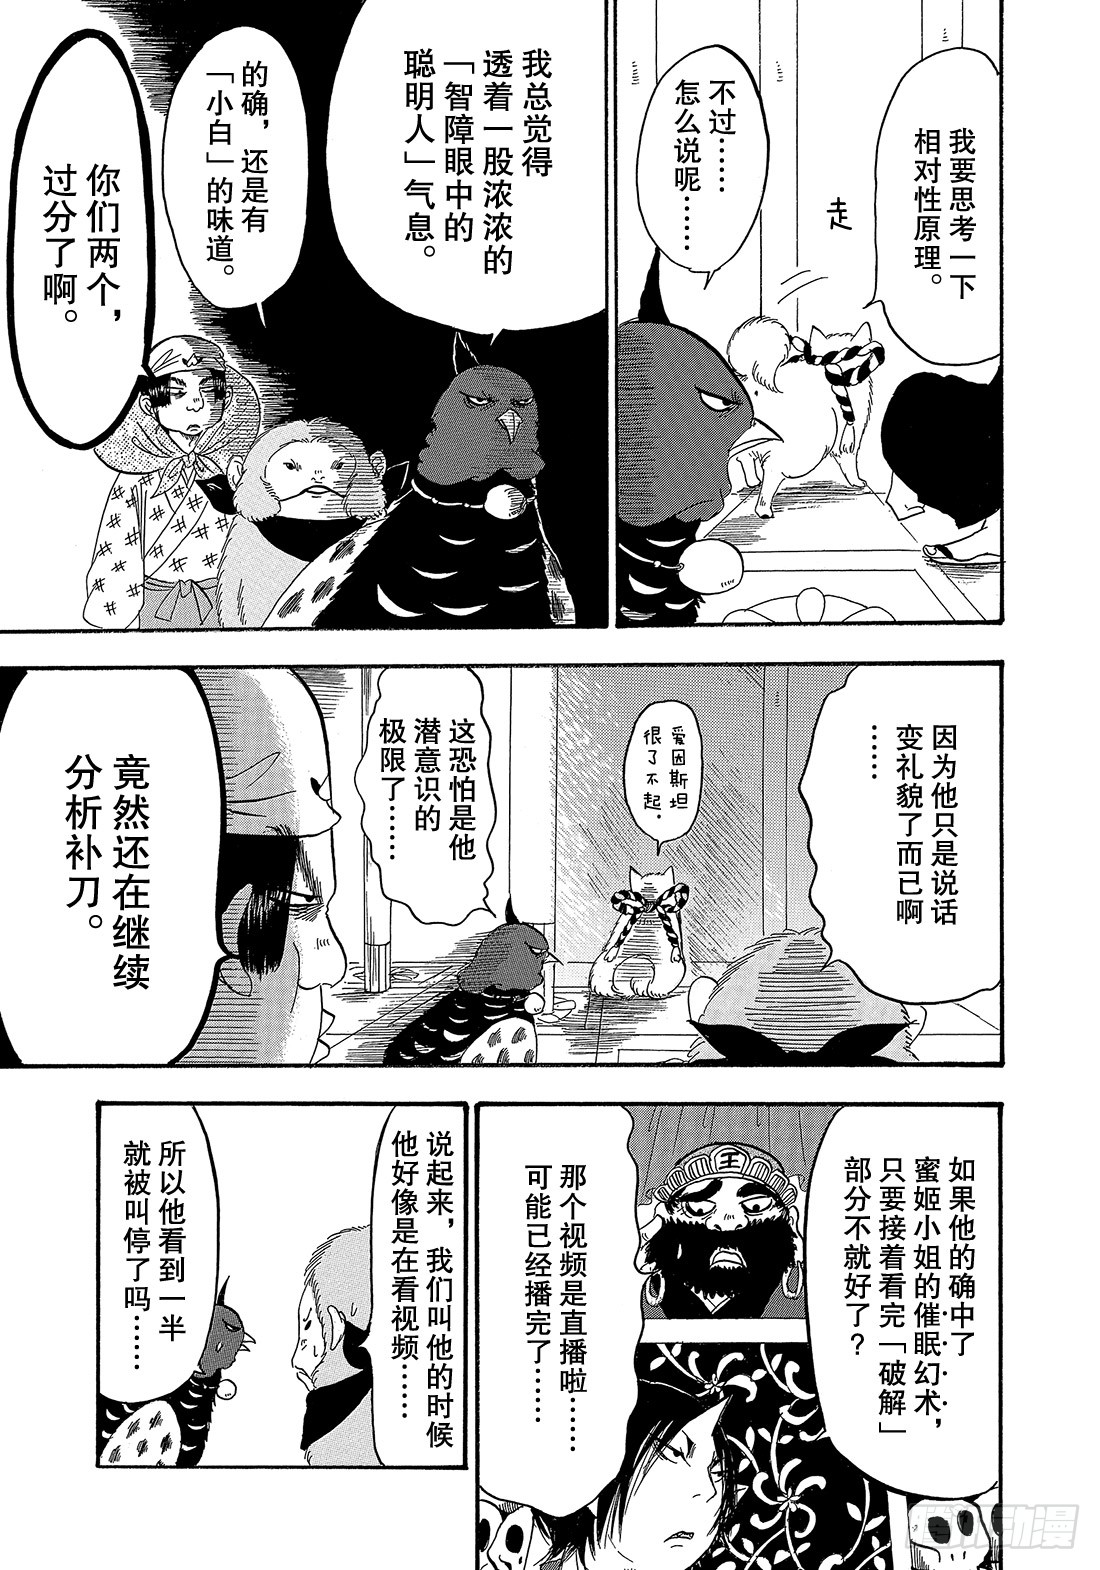 我要思考一下
相对性原理。
走
不过……
怎么说呢……
我总觉得
透着一股浓浓的
「智障眼中的
聪明人」气息。
的确，还是有
「小白」的味道。
你们两个，
过分了啊。
因为他只是说话
变礼貌了而已啊
……
爱因斯坦
很了不起.
这恐怕是他
潜意识的
极限了……
竟然还在继续
分析补刀。
如果他的确中了
蜜姬小姐的催眠幻术，
只要接着看完「破解」
部分不就好了？
王
那个视频是直播啦……
可能已经播完了……
说起来，我们叫他的时候
他好像是在看视频……
所以他看到一半
就被叫停了吗……
腾讯动漫